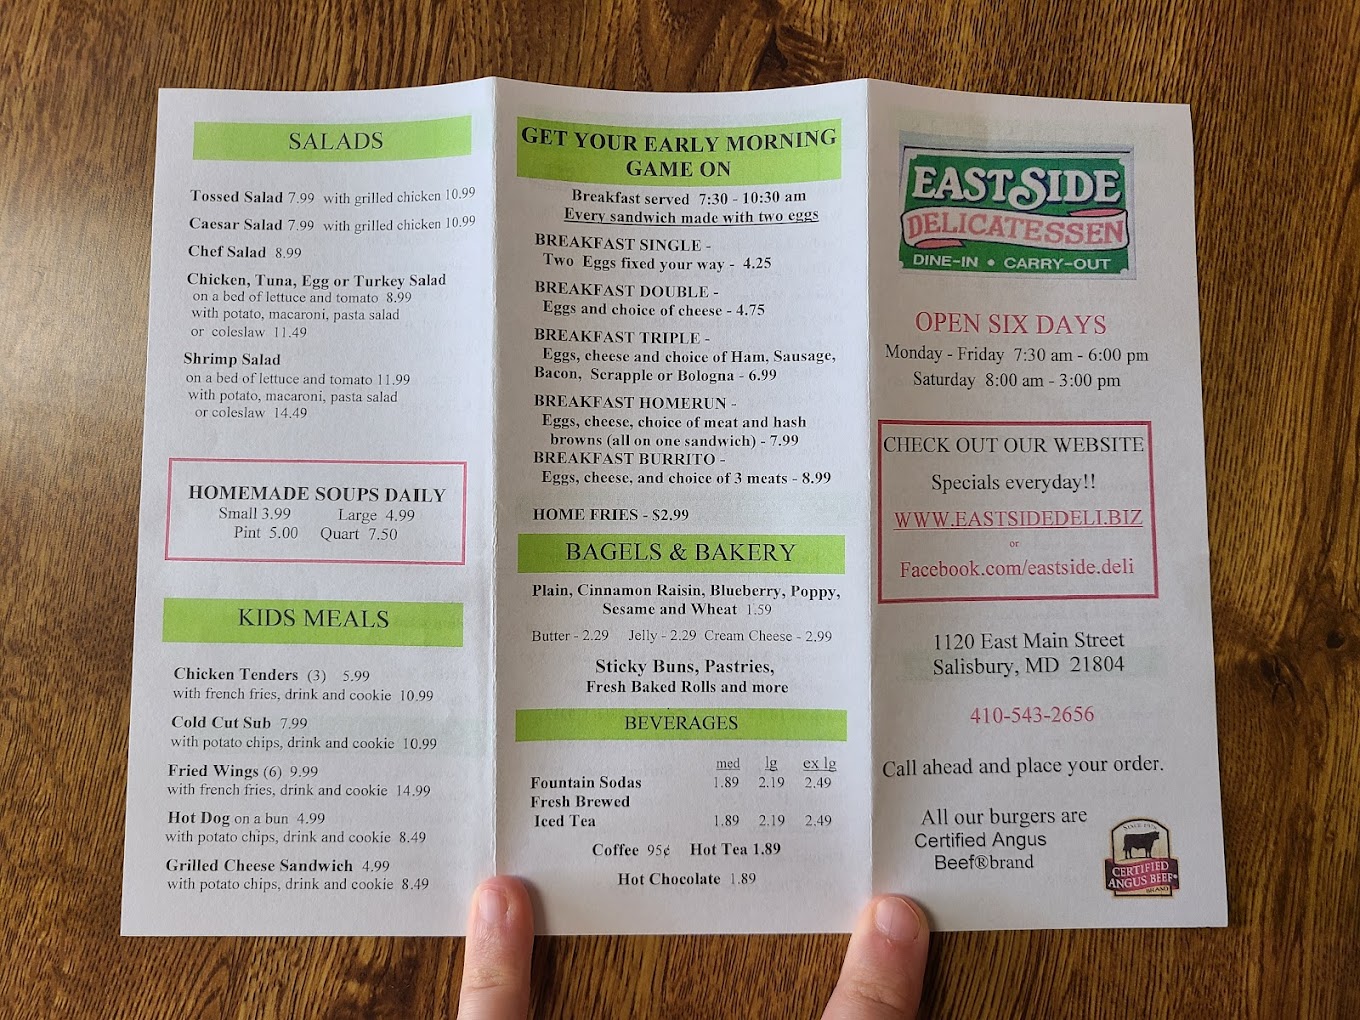 SALADS
Tossed Salad 7.99 with grilled chicken 10.99
Caesar Salad 7.99 with grilled chicken 10.99
Chef Salad 8.99
Chicken, Tuna, Egg or Turkey Salad
on a bed of lettuce and tomato 8.99
with potato, macaroni, pasta salad
or coleslaw 11.49
Shrimp Salad
on a bed of lettuce and tomato 11.99
with potato, macaroni, pasta salad
or coleslaw 14.49
HOMEMADE SOUPS DAILY
Small 3.99 Large 4.99
Pint 5.00 Quart 7.50
KIDS MEALS
Chicken Tenders (3) 5.99
with french fries, drink and cookie 10.99
Cold Cut Sub 7.99
with potato chips, drink and cookie 10.99
Fried Wings (6) 9.99
with french fries, drink and cookie 14.99
Hot Dog on a bun 4.99
with potato chips, drink and cookie 8.49
Grilled Cheese Sandwich 4.99
with potato chips, drink and cookie 8.49
GET YOUR EARLY MORNING
GAME ON
Breakfast served 7:30 - 10:30 am
Every sandwich made with two eggs
BREAKFAST SINGLE -
Two Eggs fixed your way - 4.25
BREAKFAST DOUBLE -
Eggs and choice of cheese - 4.75
BREAKFAST TRIPLE -
Eggs, cheese and choice of Ham, Sausage,
Bacon, Scrapple or Bologna - 6.99
BREAKFAST HOMERUN -
Eggs, cheese, choice of meat and hash
browns (all on one sandwich) - 7.99
BREAKFAST BURRITO -
Eggs, cheese, and choice of 3 meats - 8.99
HOME FRIES - $2.99
BAGELS & BAKERY
Plain, Cinnamon Raisin, Blueberry, Poppy,
Sesame and Wheat 1.59
Butter - 2.29 Jelly - 2.29 Cream Cheese - 2.99
Sticky Buns, Pastries,
Fresh Baked Rolls and more
BEVERAGES
med lg ex lg
Fountain Sodas 1.89 2.19 2.49
Fresh Brewed
Iced Tea 1.89 2.19 2.49
Coffee 95¢ Hot Tea 1.89
Hot Chocolate 1.89
EASTSIDE
DELICATESSEN
DINE-IN • CARRY-OUT
OPEN SIX DAYS
Monday - Friday 7:30 am - 6:00 pm
Saturday 8:00 am - 3:00 pm
CHECK OUT OUR WEBSITE
Specials everyday!!
WWW.EASTSIDEDELI.BIZ
or
Facebook.com/eastside.deli
1120 East Main Street
Salisbury, MD 21804
410-543-2656
Call ahead and place your order.
All our burgers are
Certified Angus
Beef®brand
SINCE 1978
CERTIFIED
ANGUS BEEF®
BRAND